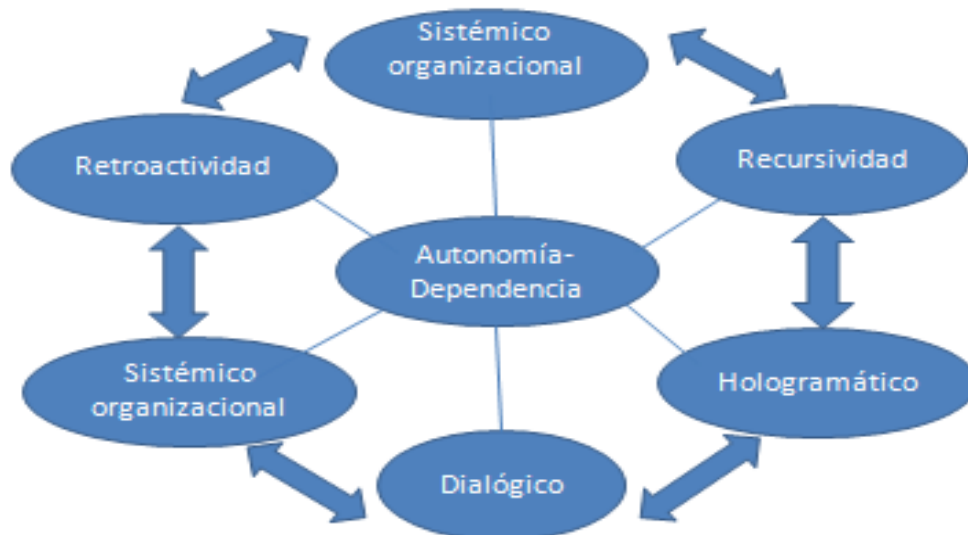 Sistémico
organizacional
Retroactividad
Recursividad
Autonomía-
Dependencia
Sistémico
organizacional
Hologramático
Dialógico